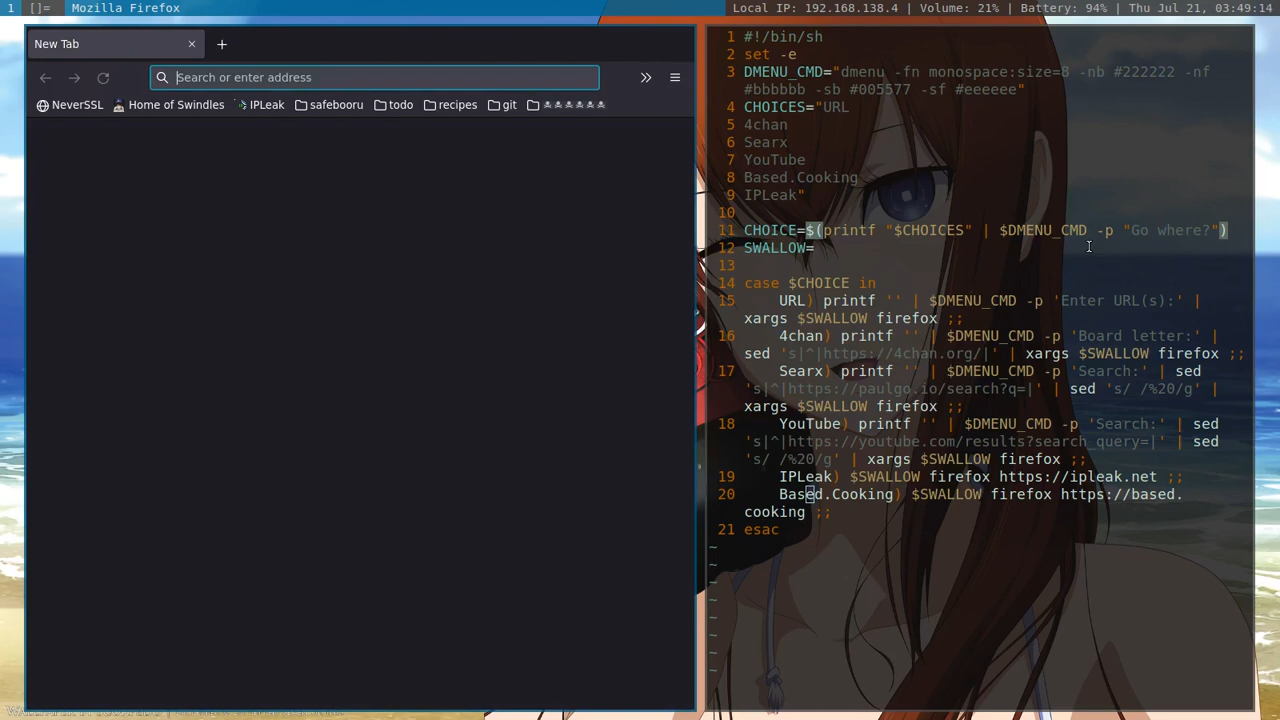 1 []= Mozilla Firefox Local IP: 192.168.138.4 | Volume: 21% | Battery: 94% | Thu Jul 21, 03:49:14
New Tab
Search or enter address
NeverSSL Home of Swindles IPLeak safebooru todo recipes git ☠☠☠☠☠☠
1 #!/bin/sh
2 set -e
3 DMENU_CMD="dmenu -fn monospace:size=8 -nb #222222 -nf
#bbbbbb -sb #005577 -sf #eeeeee"
4 CHOICES="URL
5 4chan
6 Searx
7 YouTube
8 Based.Cooking
9 IPLeak"
10
11 CHOICE=$(printf "$CHOICES" | $DMENU_CMD -p "Go where?")
12 SWALLOW=
13
14 case $CHOICE in
15 URL) printf '' | $DMENU_CMD -p 'Enter URL(s):' |
xargs $SWALLOW firefox ;;
16 4chan) printf '' | $DMENU_CMD -p 'Board letter:' |
sed 's|^|https://4chan.org/|' | xargs $SWALLOW firefox ;;
17 Searx) printf '' | $DMENU_CMD -p 'Search:' | sed
's|^|https://paulgo.io/search?q=|' | sed 's/ /%20/g' |
xargs $SWALLOW firefox ;;
18 YouTube) printf '' | $DMENU_CMD -p 'Search:' | sed
's|^|https://youtube.com/results?search_query=|' | sed
's/ /%20/g' | xargs $SWALLOW firefox ;;
19 IPLeak) $SWALLOW firefox https://ipleak.net ;;
20 Based.Cooking) $SWALLOW firefox https://based.
cooking ;;
21 esac
~
~
~
~
~
~
~
~